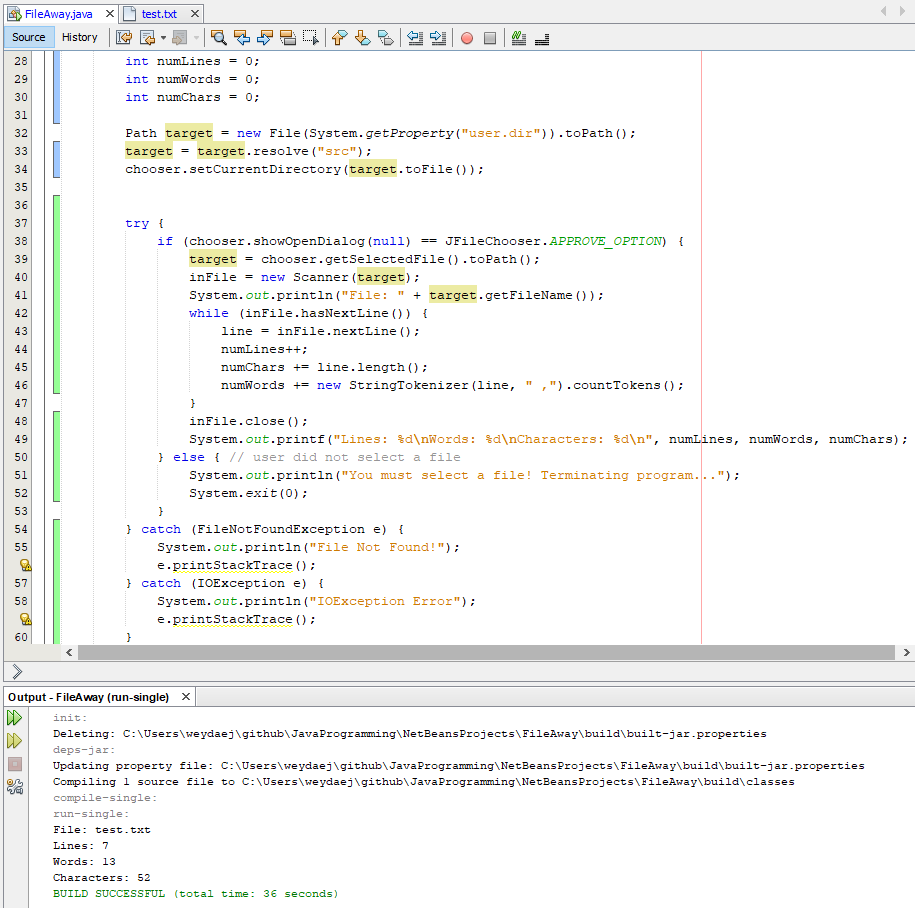 FileAway.java test.txt
Source History
28 int numLines = 0;
29 int numWords = 0;
30 int numChars = 0;
31
32 Path target = new File(System.getProperty("user.dir")).toPath();
33 target = target.resolve("src");
34 chooser.setCurrentDirectory(target.toFile());
35
36
37 try {
38 if (chooser.showOpenDialog(null) == JFileChooser.APPROVE_OPTION) {
39 target = chooser.getSelectedFile().toPath();
40 inFile = new Scanner(target);
41 System.out.println("File: " + target.getFileName());
42 while (inFile.hasNextLine()) {
43 line = inFile.nextLine();
44 numLines++;
45 numChars += line.length();
46 numWords += new StringTokenizer(line, " ,").countTokens();
47 }
48 inFile.close();
49 System.out.printf("Lines: %d\nWords: %d\nCharacters: %d\n", numLines, numWords, numChars);
50 } else { // user did not select a file
51 System.out.println("You must select a file! Terminating program...");
52 System.exit(0);
53 }
54 } catch (FileNotFoundException e) {
55 System.out.println("File Not Found!");
e.printStackTrace();
57 } catch (IOException e) {
58 System.out.println("IOException Error");
e.printStackTrace();
60 }
Output - FileAway (run-single)
init:
Deleting: C:\Users\weydaej\github\JavaProgramming\NetBeansProjects\FileAway\build\built-jar.properties
deps-jar:
Updating property file: C:\Users\weydaej\github\JavaProgramming\NetBeansProjects\FileAway\build\built-jar.properties
Compiling 1 source file to C:\Users\weydaej\github\JavaProgramming\NetBeansProjects\FileAway\build\classes
compile-single:
run-single:
File: test.txt
Lines: 7
Words: 13
Characters: 52
BUILD SUCCESSFUL (total time: 36 seconds)